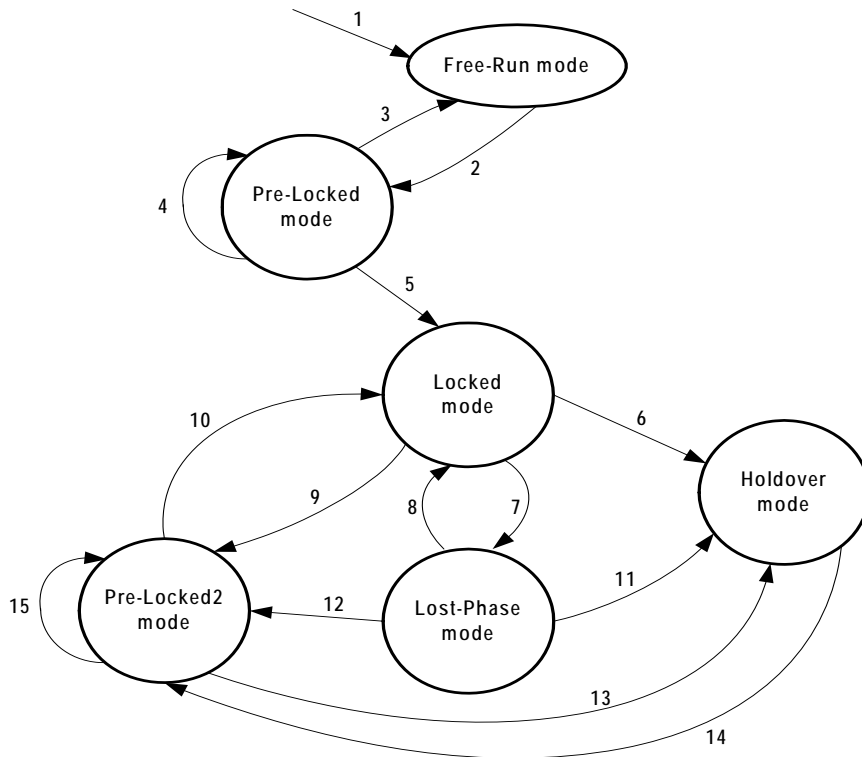 1
Free-Run mode
3
2
Pre-Locked
mode
4
5
Locked
mode
10
6
Holdover
mode
9
8
7
11
Pre-Locked2
mode
15
12
Lost-Phase
mode
13
14